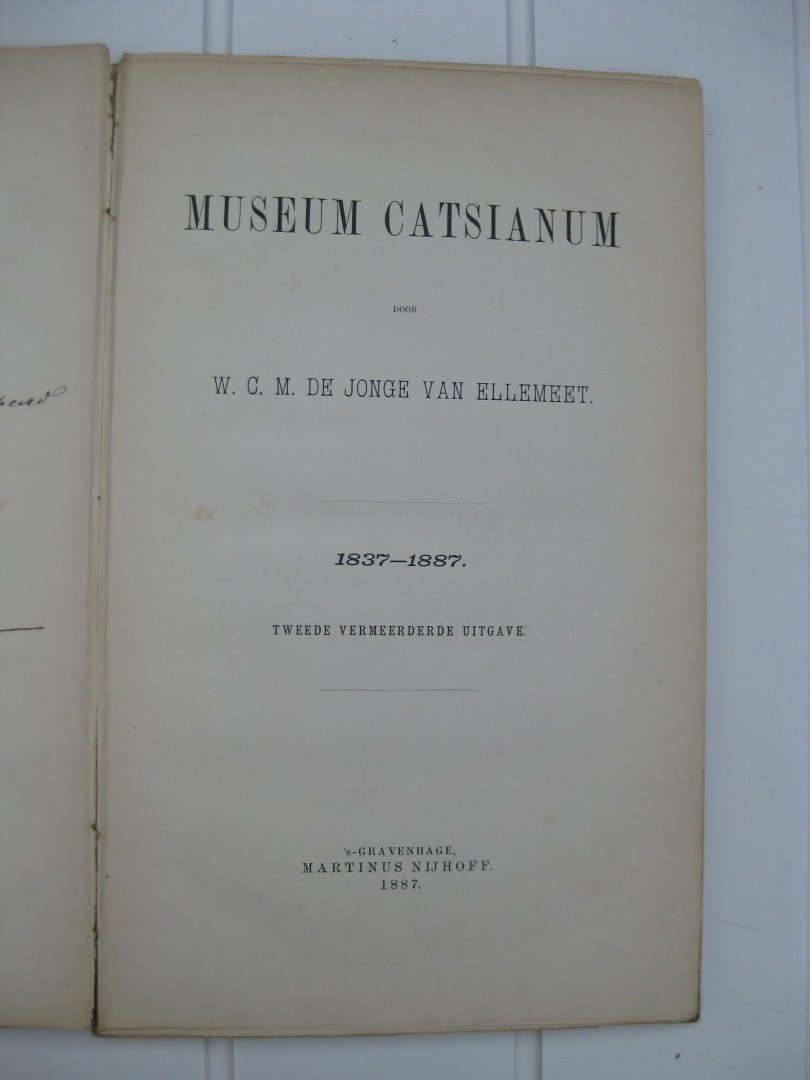 MUSEUM CATSIANUM
DOOR
W. C. M. DE JONGE VAN ELLEMEET.
1837—1887.
TWEEDE VERMEERDERDE UITGAVE.
's-GRAVENHAGE,
MARTINUS NIJHOFF.
1887.